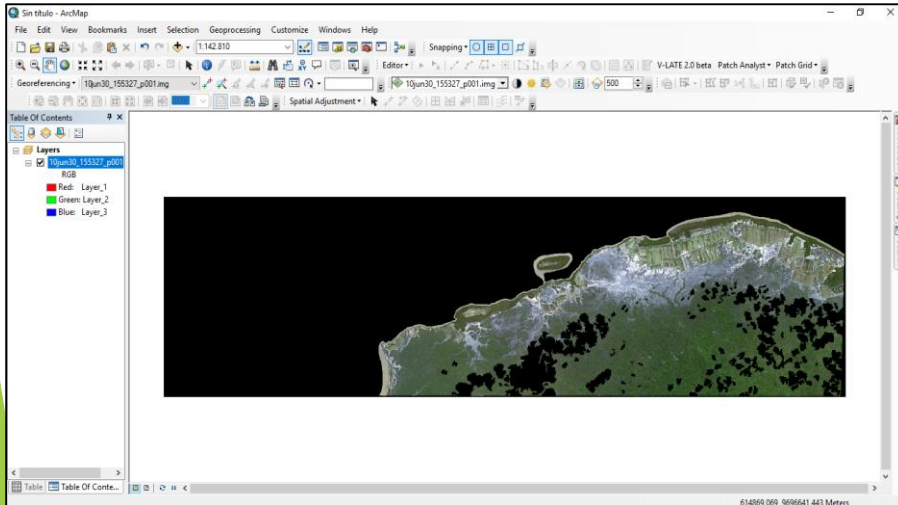 Sin título - ArcMap
File Edit View Bookmarks Insert Selection Geoprocessing Customize Windows Help
1:142.810 Snapping
Editor V-LATE 2.0 beta Patch Analyst Patch Grid
Georeferencing 10jun30_155327_p001.img 10jun30_155327_p001.img 500
Spatial Adjustment
Table Of Contents
Layers
10jun30_155327_p001
RGB
Red: Layer_1
Green: Layer_2
Blue: Layer_3
Table Table Of Conte...
614869,069 9696641,443 Meters